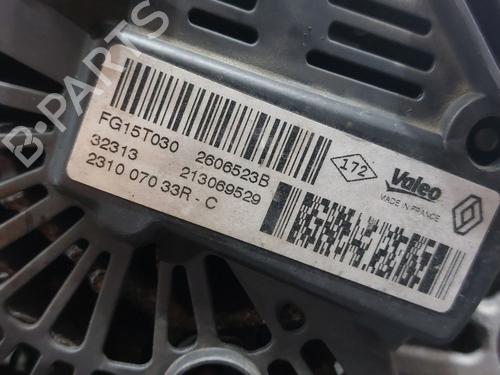 B-PARTS
FG15T030 2606523B
32313 213069529
2310 070 33R - C
172
Valeo
MADE IN FRANCE